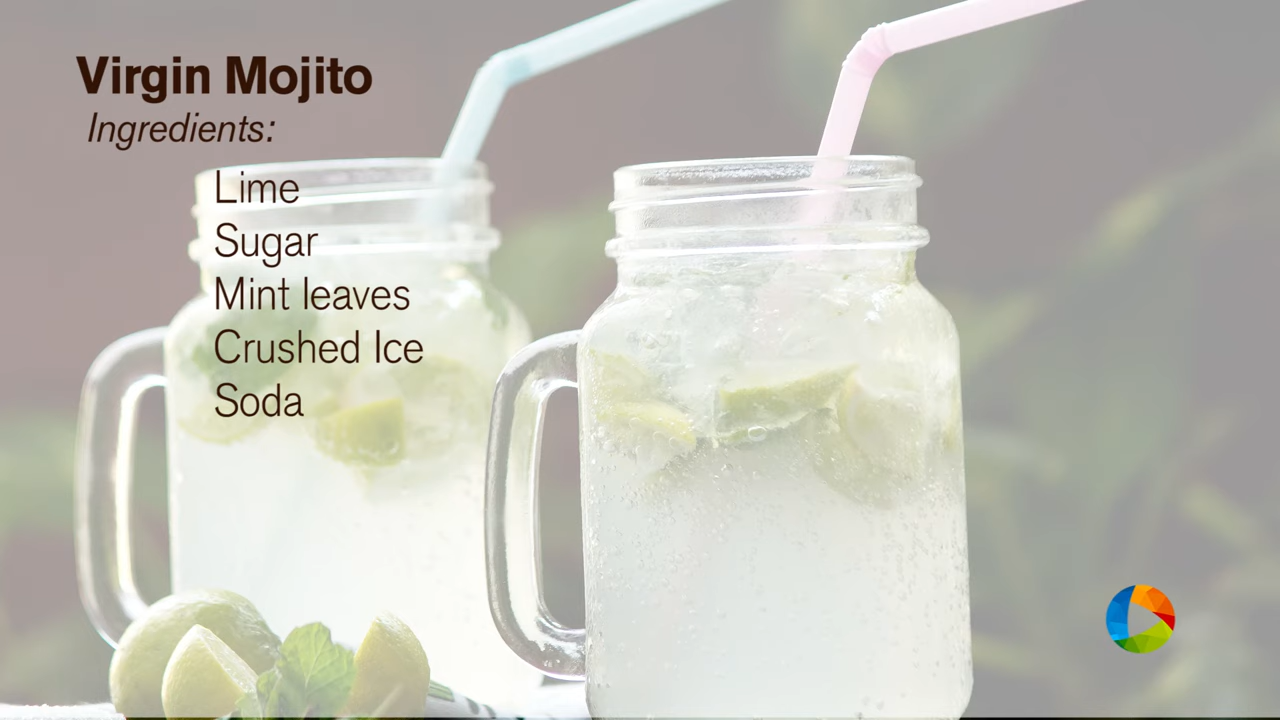 Virgin Mojito
Ingredients:
Lime
Sugar
Mint leaves
Crushed Ice
Soda